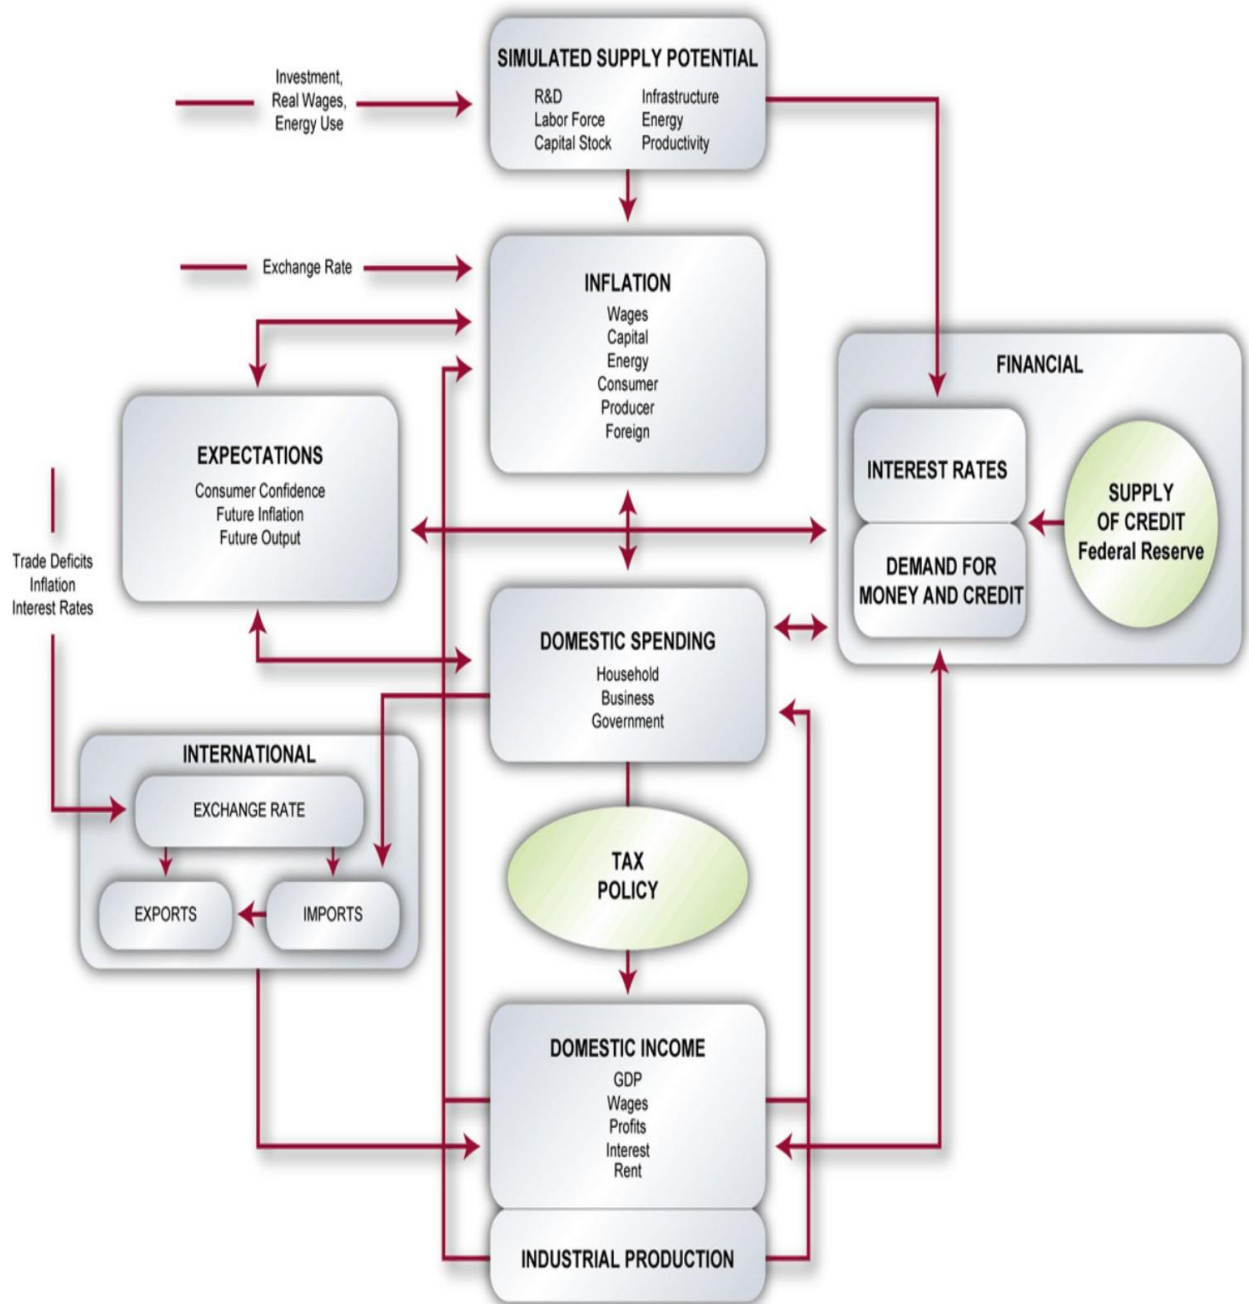 SIMULATED SUPPLY POTENTIAL
R&D
Labor Force
Capital Stock
Infrastructure
Energy
Productivity
Investment,
Real Wages,
Energy Use
Exchange Rate
INFLATION
Wages
Capital
Energy
Consumer
Producer
Foreign
FINANCIAL
INTEREST RATES
DEMAND FOR
MONEY AND CREDIT
SUPPLY
OF CREDIT
Federal Reserve
EXPECTATIONS
Consumer Confidence
Future Inflation
Future Output
Trade Deficits
Inflation
Interest Rates
DOMESTIC SPENDING
Household
Business
Government
INTERNATIONAL
EXCHANGE RATE
EXPORTS
IMPORTS
TAX
POLICY
DOMESTIC INCOME
GDP
Wages
Profits
Interest
Rent
INDUSTRIAL PRODUCTION